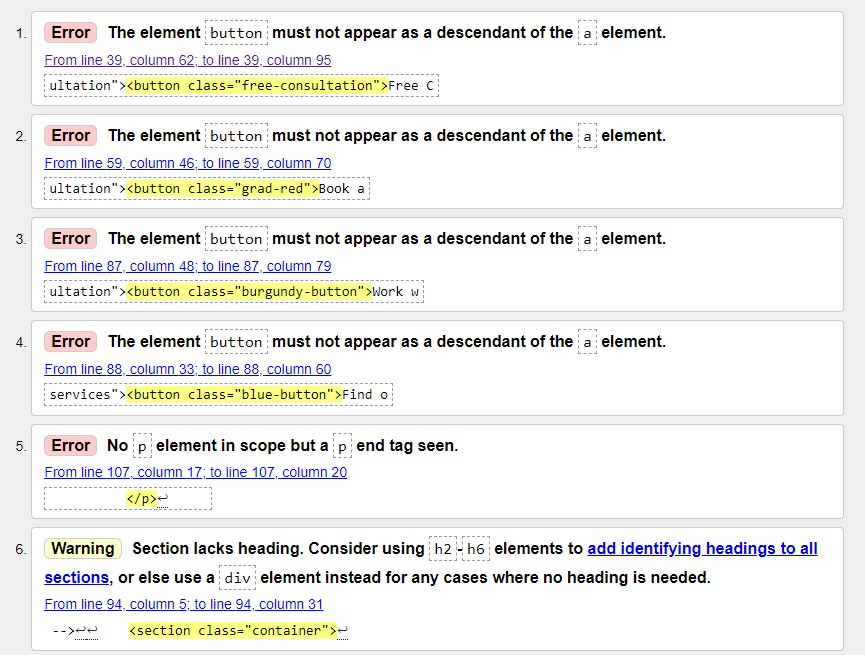 1. Error The element button must not appear as a descendant of the a element.
From line 39, column 62; to line 39, column 95
ultation"><button class="free-consultation">Free C
2. Error The element button must not appear as a descendant of the a element.
From line 59, column 46; to line 59, column 70
ultation"><button class="grad-red">Book a
3. Error The element button must not appear as a descendant of the a element.
From line 87, column 48; to line 87, column 79
ultation"><button class="burgundy-button">Work w
4. Error The element button must not appear as a descendant of the a element.
From line 88, column 33; to line 88, column 60
services"><button class="blue-button">Find o
5. Error No p element in scope but a p end tag seen.
From line 107, column 17; to line 107, column 20
</p>↩
6. Warning Section lacks heading. Consider using h2-h6 elements to add identifying headings to all
sections, or else use a div element instead for any cases where no heading is needed.
From line 94, column 5; to line 94, column 31
-->↩↩ <section class="container">↩